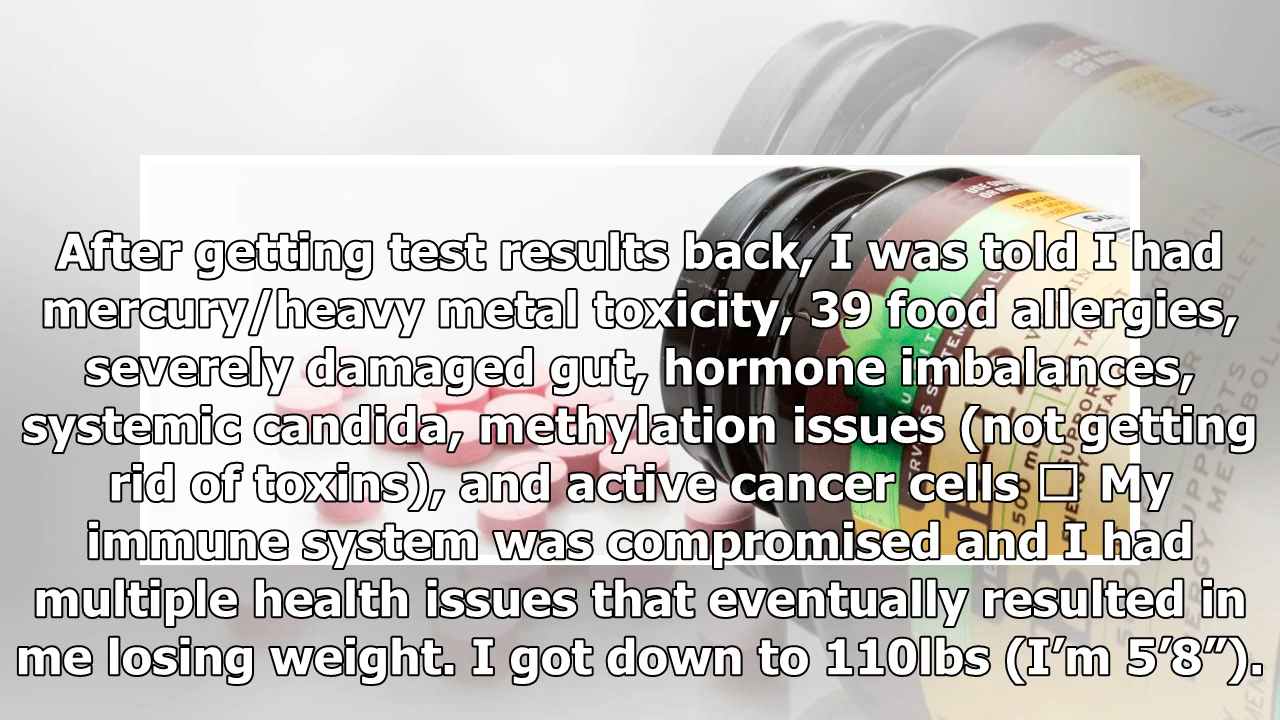 After getting test results back, I was told I had
mercury/heavy metal toxicity, 39 food allergies,
severely damaged gut, hormone imbalances,
systemic candida, methylation issues (not getting
rid of toxins), and active cancer cells □ My
immune system was compromised and I had
multiple health issues that eventually resulted in
me losing weight. I got down to 110lbs (I’m 5’8”).